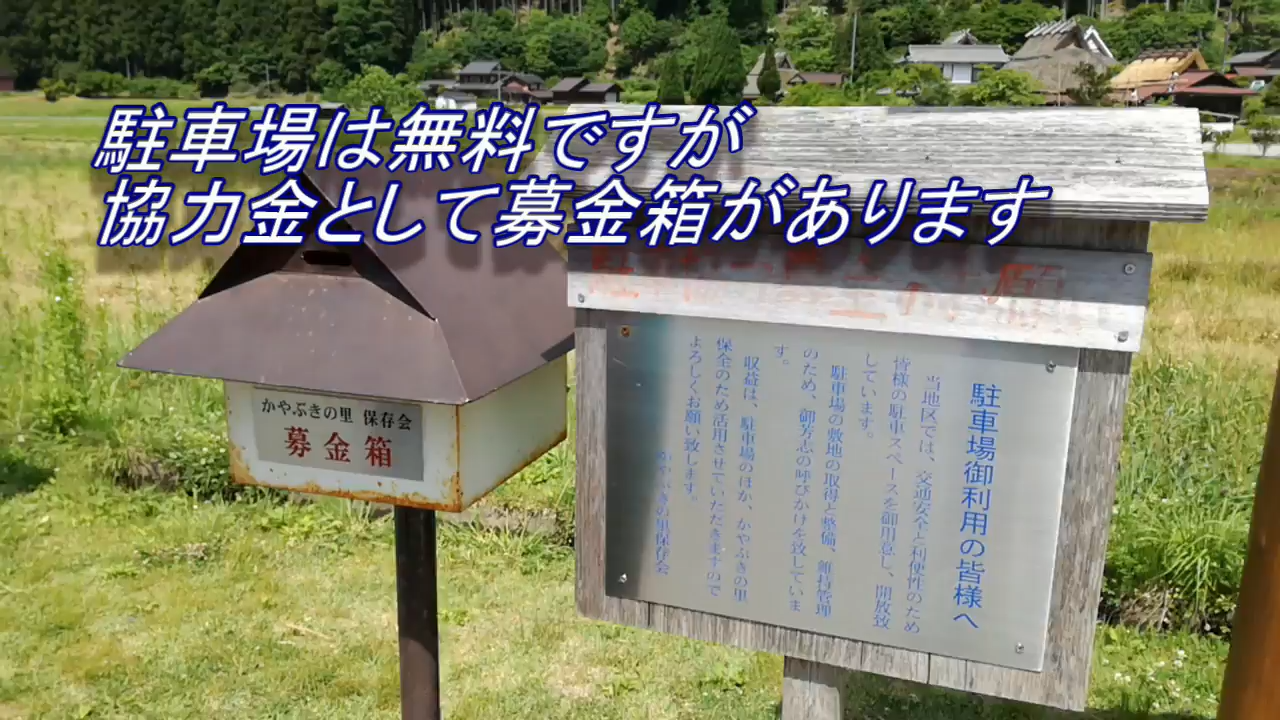 駐車場は無料ですが
協力金として募金箱があります
かやぶきの里 保存会
募金箱
駐車場御利用の皆様へ
当地区では、交通安全と利便性のため
皆様の駐車スペースを御用意し、開放致
しています。
駐車場の敷地の取得と整備、維持管理
のため、御芳志の呼びかけを致していま
す。
収益は、駐車場のほか、かやぶきの里
保全のため活用させていただきますので
よろしくお願い致します。
かやぶきの里保存会